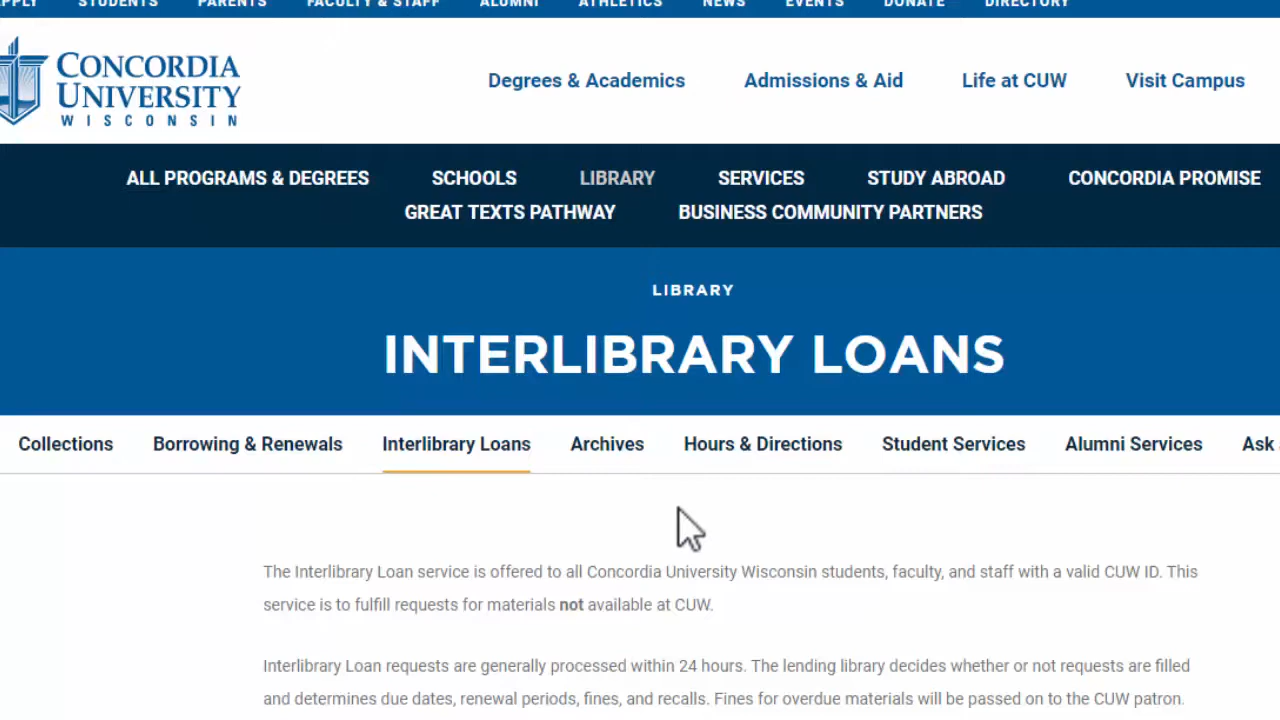 STUDENTS PARENTS FACULTY & STAFF ALUMNI ATHLETICS NEWS EVENTS DONATE DIRECTORY
CONCORDIA
UNIVERSITY
WISCONSIN
Degrees & Academics Admissions & Aid Life at CUW Visit Campus
ALL PROGRAMS & DEGREES SCHOOLS LIBRARY SERVICES STUDY ABROAD CONCORDIA PROMISE
GREAT TEXTS PATHWAY BUSINESS COMMUNITY PARTNERS
LIBRARY
INTERLIBRARY LOANS
Collections Borrowing & Renewals Interlibrary Loans Archives Hours & Directions Student Services Alumni Services Ask
The Interlibrary Loan service is offered to all Concordia University Wisconsin students, faculty, and staff with a valid CUW ID. This
service is to fulfill requests for materials not available at CUW.
Interlibrary Loan requests are generally processed within 24 hours. The lending library decides whether or not requests are filled
and determines due dates, renewal periods, fines, and recalls. Fines for overdue materials will be passed on to the CUW patron.